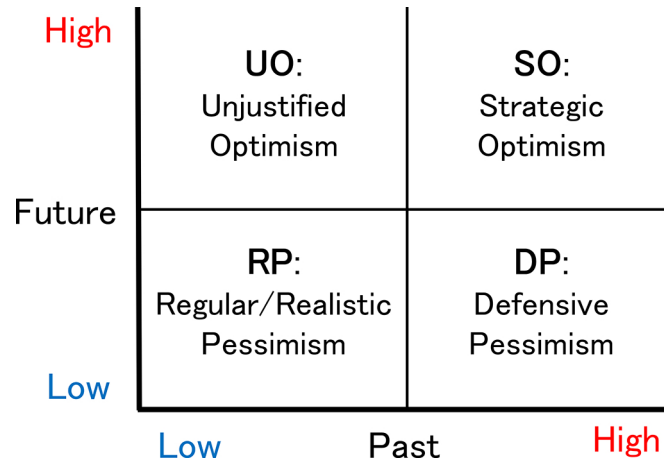 High
UO:
Unjustified
Optimism
SO:
Strategic
Optimism
Future
RP:
Regular/Realistic
Pessimism
DP:
Defensive
Pessimism
Low
Low
Past
High